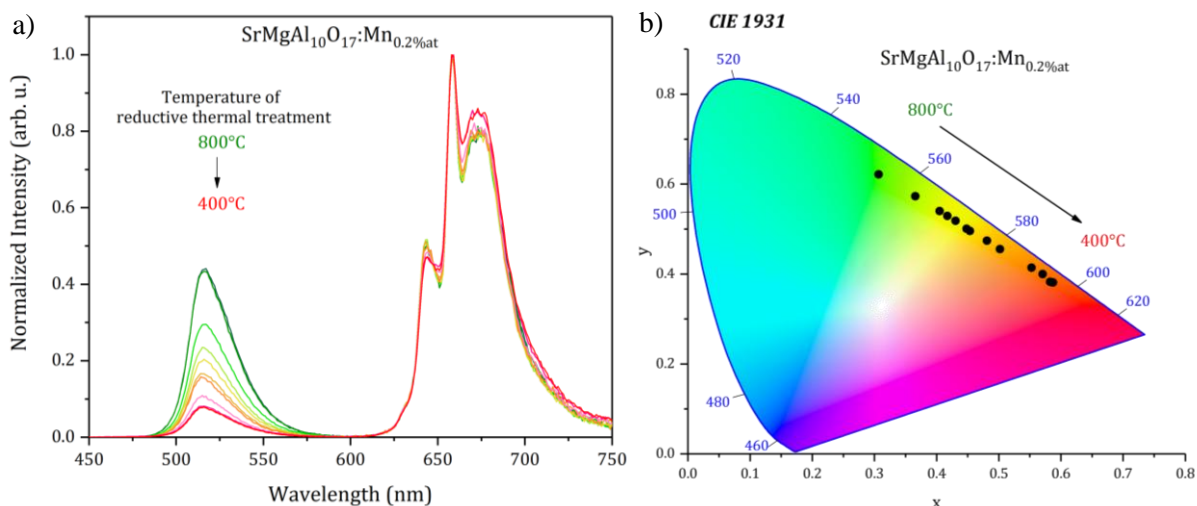 a)
SrMgAl₁₀O₁₇:Mn₀.₂%at
Temperature of
reductive thermal treatment
800°C
400°C
Normalized Intensity (arb. u.)
1.0
0.8
0.6
0.4
0.2
0.0
450 500 550 600 650 700 750
Wavelength (nm)
b)
CIE 1931
SrMgAl₁₀O₁₇:Mn₀.₂%at
800°C
400°C
520
540
560
580
600
620
500
480
460
y
0.8
0.6
0.4
0.2
0.0
0.0 0.1 0.2 0.3 0.4 0.5 0.6 0.7 0.8
x